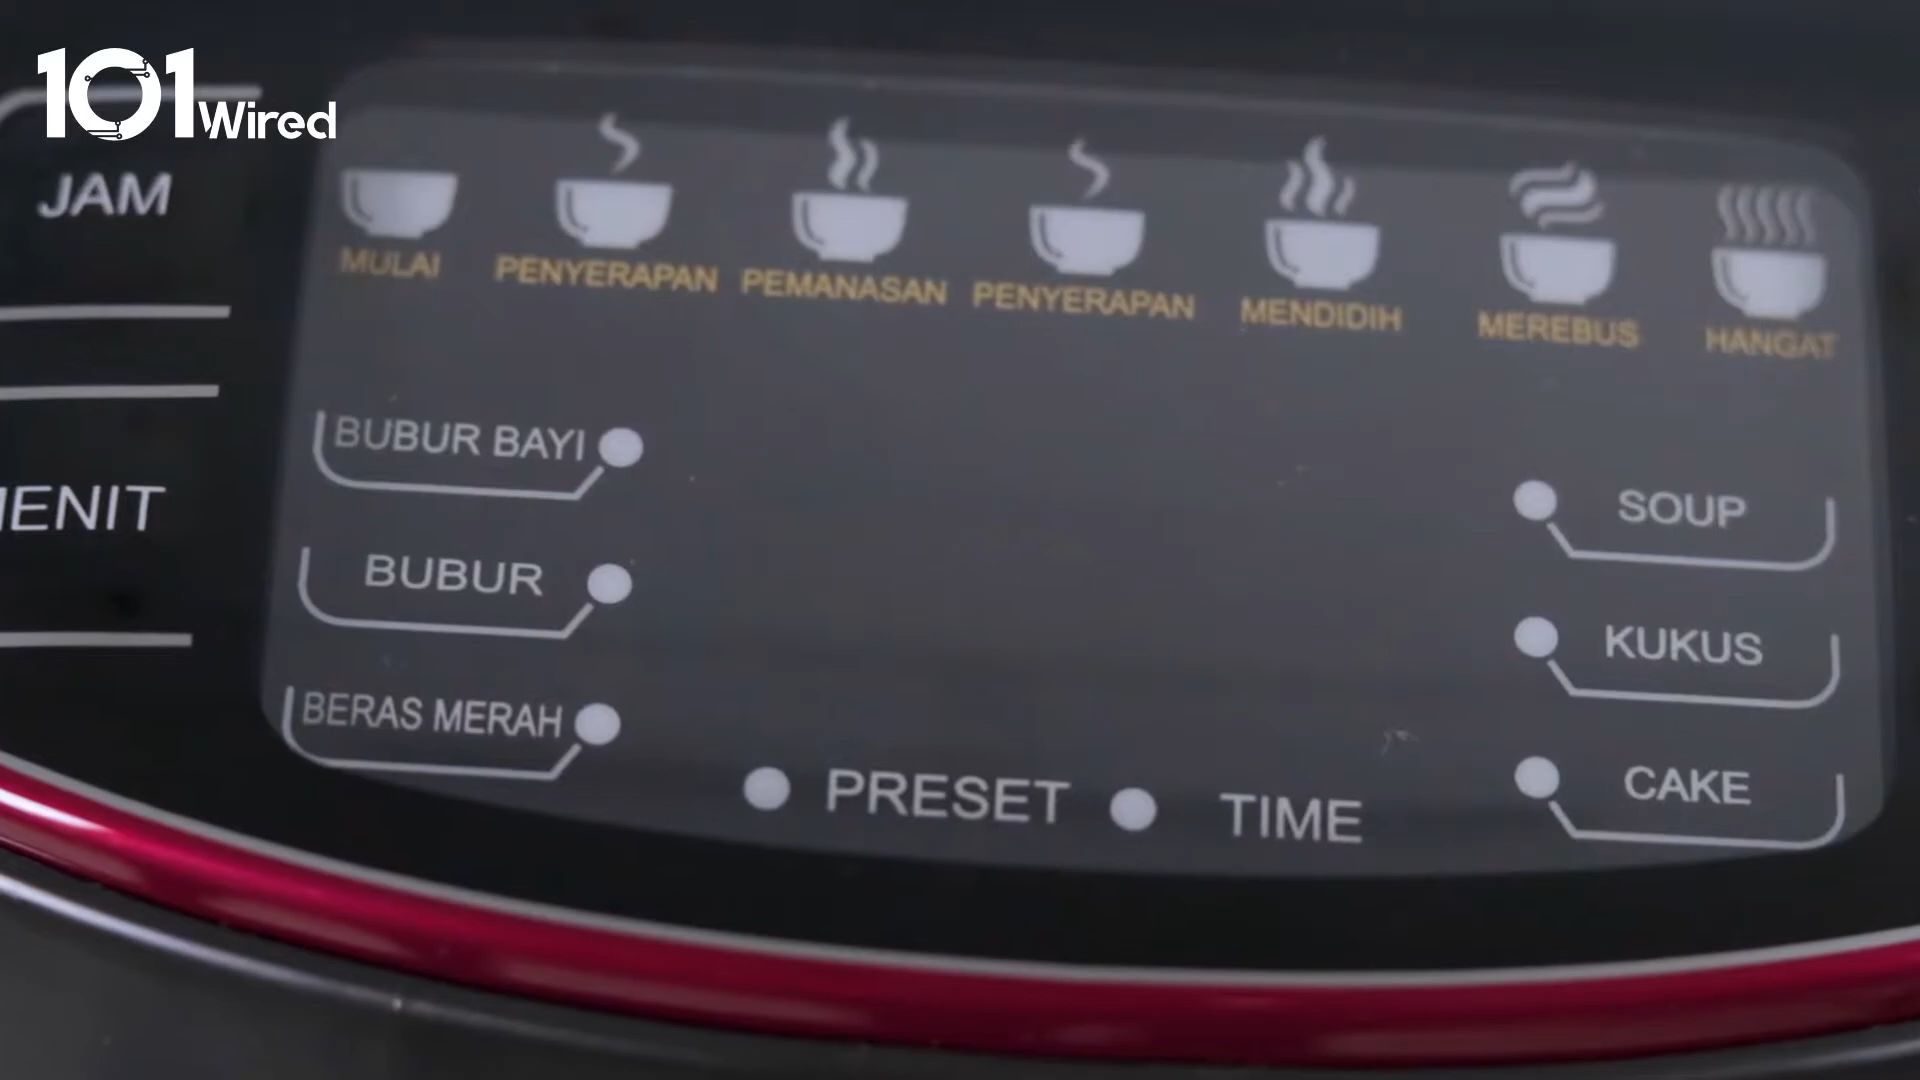 101 Wired
JAM
MENIT
MULAI
PENYERAPAN
PEMANASAN
PENYERAPAN
MENDIDIH
MEREBUS
HANGAT
BUBUR BAYI
BUBUR
BERAS MERAH
SOUP
KUKUS
CAKE
PRESET
TIME